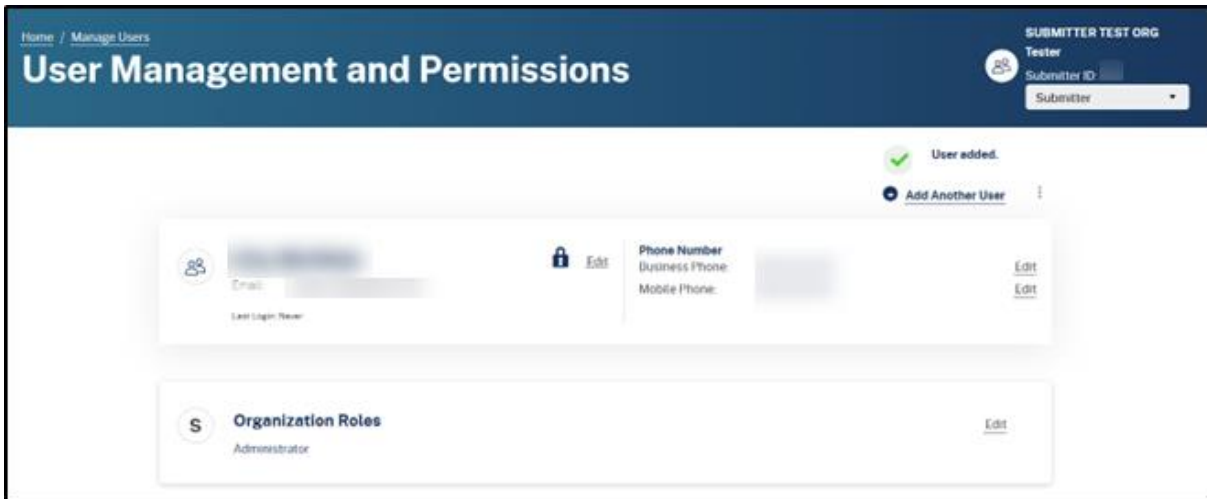 Home / Manage Users
User Management and Permissions
SUBMITTER TEST ORG
Tester
Submitter ID:
Submitter
User added.
Add Another User
Email:
Edit
Last Login: Never
Phone Number
Business Phone:
Edit
Mobile Phone:
Edit
S
Organization Roles
Edit
Administrator